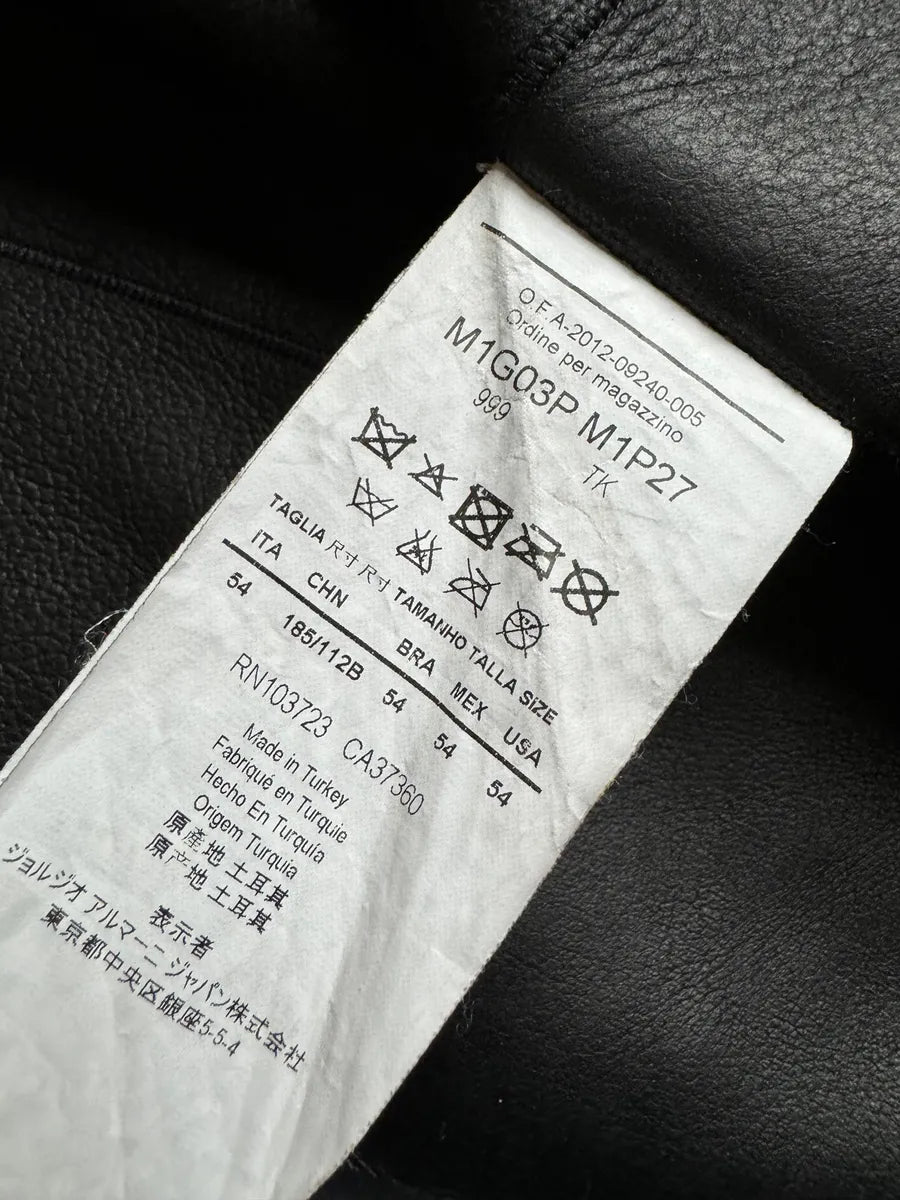 O.F.A-2012-09240-005
Ordine per magazzino
M1G03P M1P27
999 TK
TAGLIA 尺寸 尺寸 TAMANHO TALLA SIZE
ITA CHN BRA MEX USA
54 185/112B 54 54 54
RN103723 CA37360
Made in Turkey
Fabriqué en Turquie
Hecho En Turquía
Origem Turquia
原產地 土耳其
原产地 土耳其
表示者
ジョルジオ アルマーニ ジャパン株式会社
東京都中央区銀座5-5-4